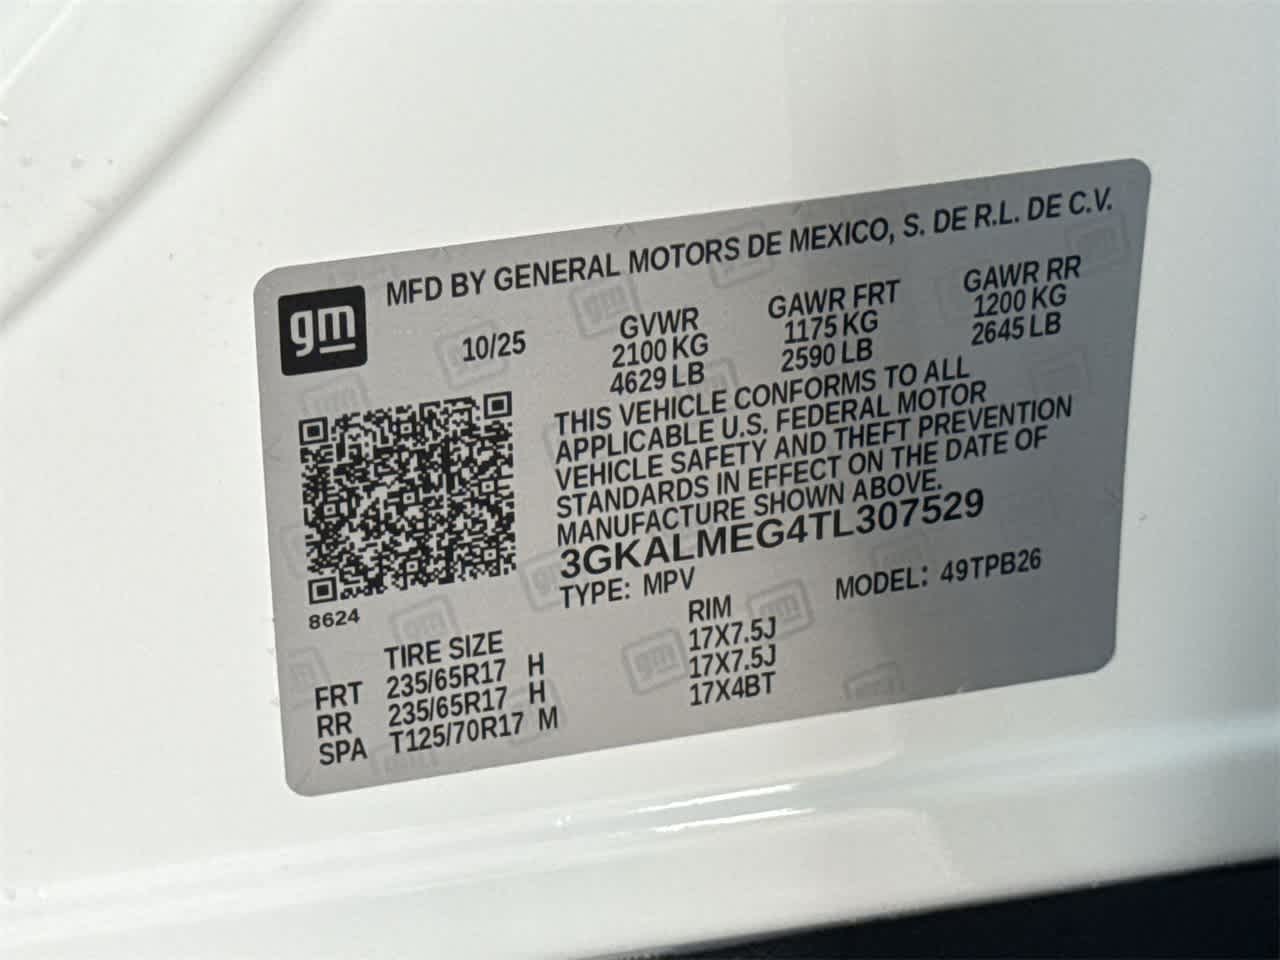 gm
MFD BY GENERAL MOTORS DE MEXICO, S. DE R.L. DE C.V.
10/25
GVWR GAWR FRT GAWR RR
2100 KG 1175 KG 1200 KG
4629 LB 2590 LB 2645 LB
THIS VEHICLE CONFORMS TO ALL
APPLICABLE U.S. FEDERAL MOTOR
VEHICLE SAFETY AND THEFT PREVENTION
STANDARDS IN EFFECT ON THE DATE OF
MANUFACTURE SHOWN ABOVE.
3GKALMEG4TL307529
TYPE: MPV MODEL: 49TPB26
8624
TIRE SIZE RIM
FRT 235/65R17 H 17X7.5J
RR 235/65R17 H 17X7.5J
SPA T125/70R17 M 17X4BT